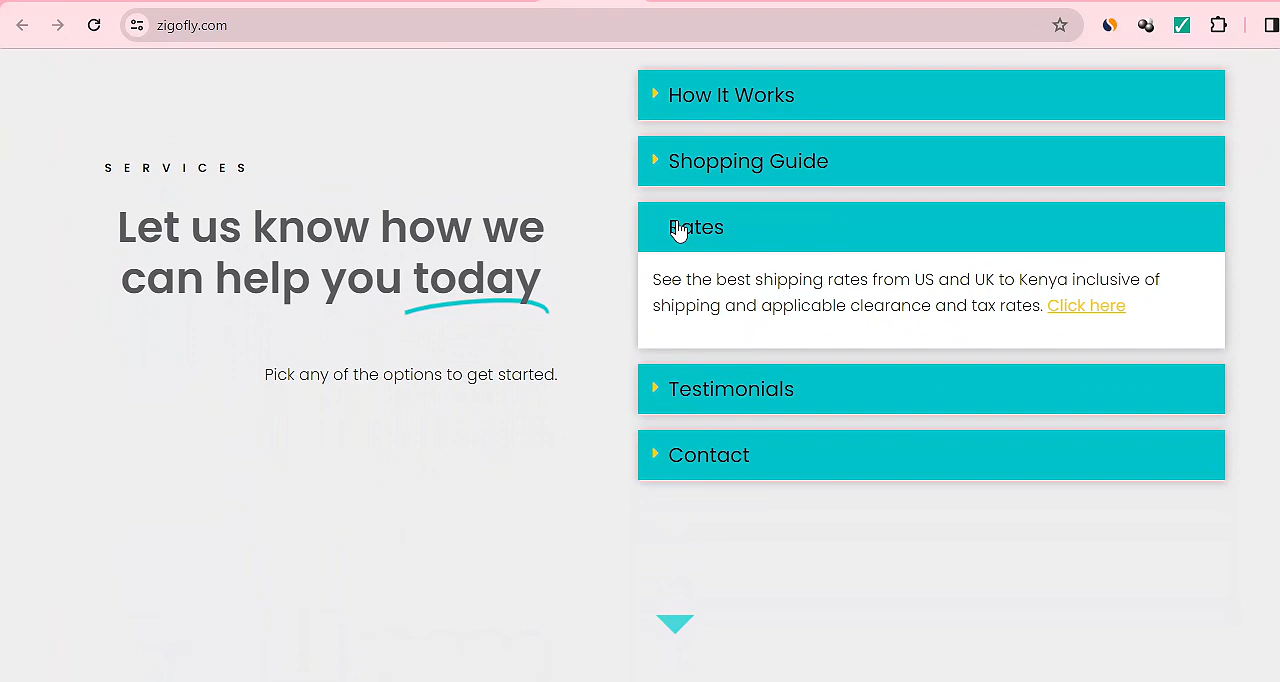 zigofly.com
SERVICES
Let us know how we
can help you today
Pick any of the options to get started.
How It Works
Shopping Guide
Rates
See the best shipping rates from US and UK to Kenya inclusive of
shipping and applicable clearance and tax rates. Click here
Testimonials
Contact